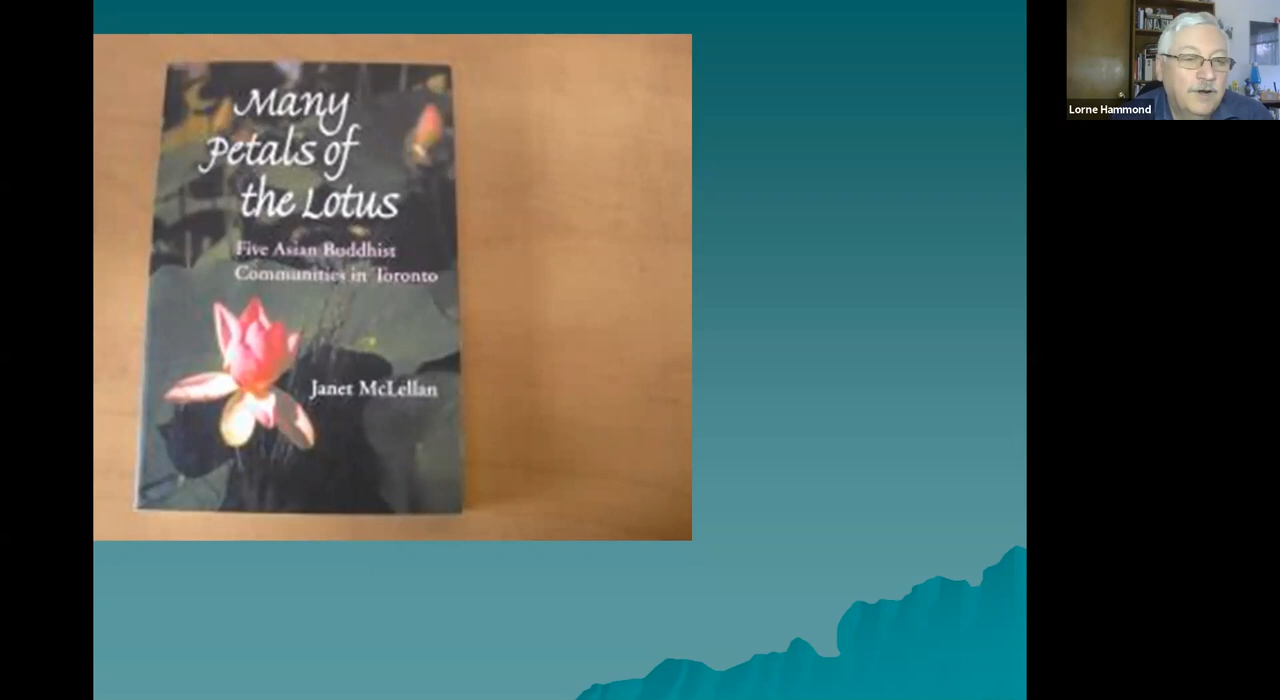 Many
Petals of
the Lotus
Five Asian Buddhist
Communities in Toronto
Janet McLellan
Lorne Hammond